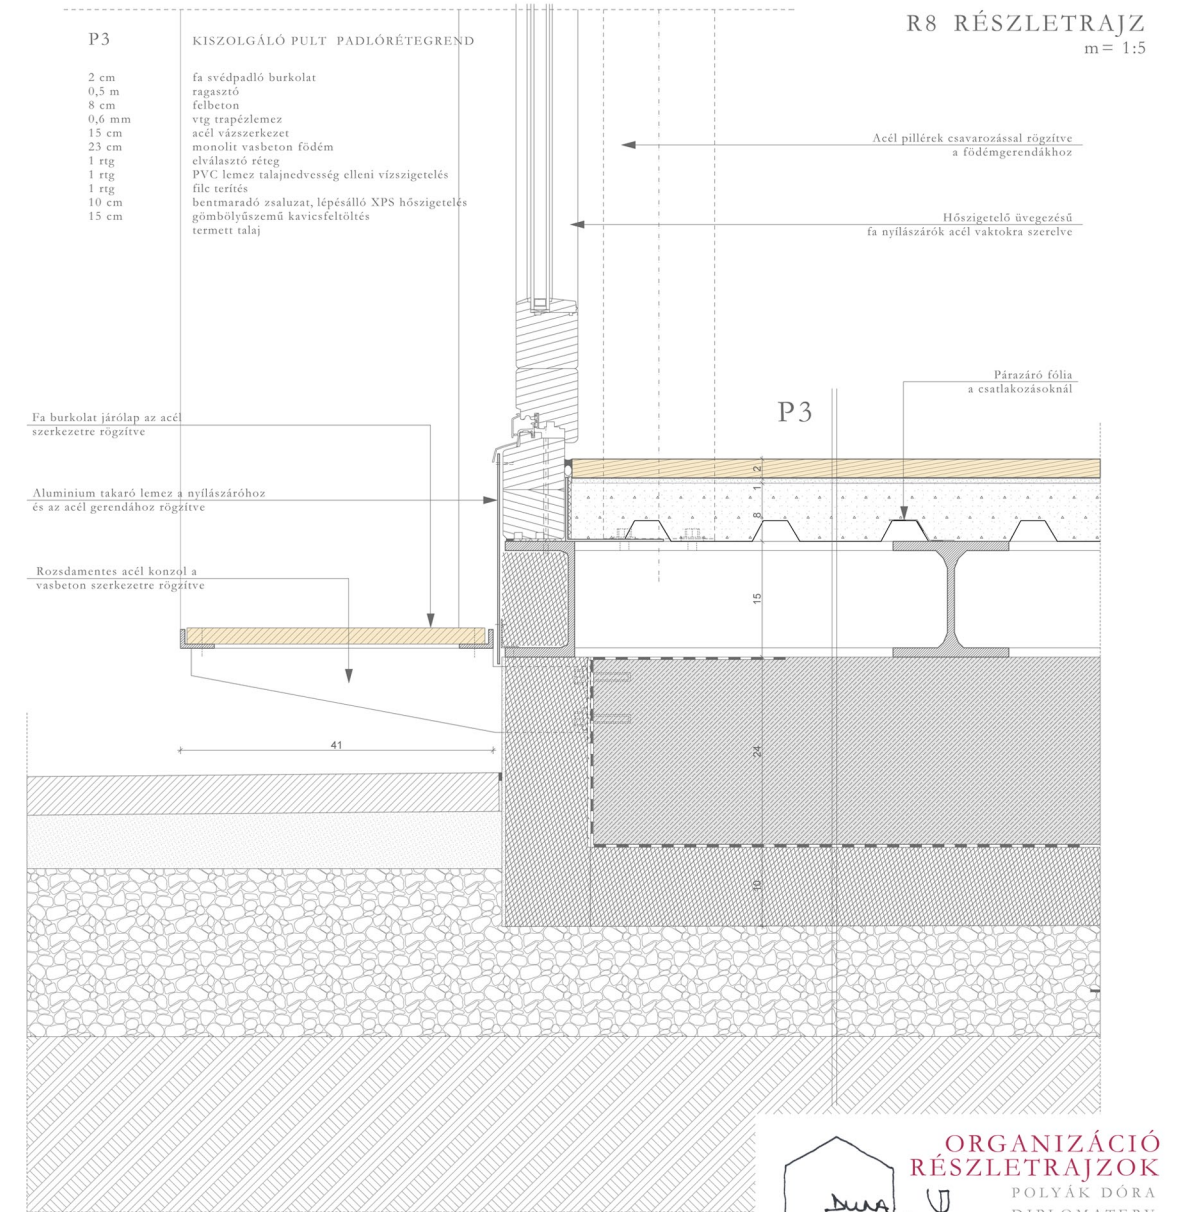 R8 RÉSZLETRAJZ
m= 1:5
P3 KISZOLGÁLÓ PULT PADLÓRÉTEGREND
2 cm fa svédpadló burkolat
0,5 m ragasztó
8 cm felbeton
0,6 mm vtg trapézlemez
15 cm acél vázszerkezet
23 cm monolit vasbeton födém
1 rtg elválasztó réteg
1 rtg PVC lemez talajnedvesség elleni vízszigetelés
1 rtg filc terítés
10 cm bentmaradó zsaluzat, lépésálló XPS hőszigetelés
15 cm gömbölyűszemű kavicsfeltöltés
termett talaj
Acél pillérek csavarozással rögzítve
a födémgerendákhoz
Hőszigetelő üvegezésű
fa nyílászárók acél vaktokra szerelve
Párazáró fólia
a csatlakozásoknál
P3
Fa burkolat járólap az acél
szerkezetre rögzítve
Aluminium takaró lemez a nyílászáróhoz
és az acél gerendához rögzítve
Rozsdamentes acél konzol a
vasbeton szerkezetre rögzítve
2
1
8
15
41
24
10
ORGANIZÁCIÓ
RÉSZLETRAJZOK
POLYÁK DÓRA